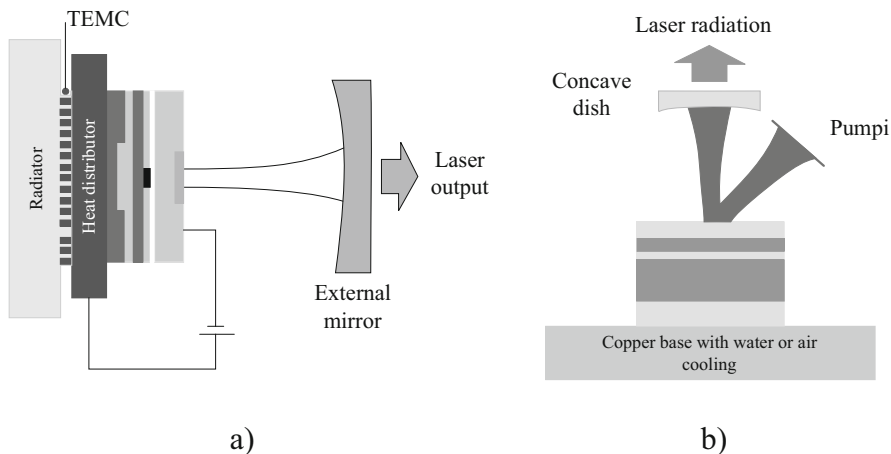 TEMC
Radiator
Heat distributor
Laser
output
External
mirror
a)
Laser radiation
Concave
dish
Pumpi
Copper base with water or air
cooling
b)